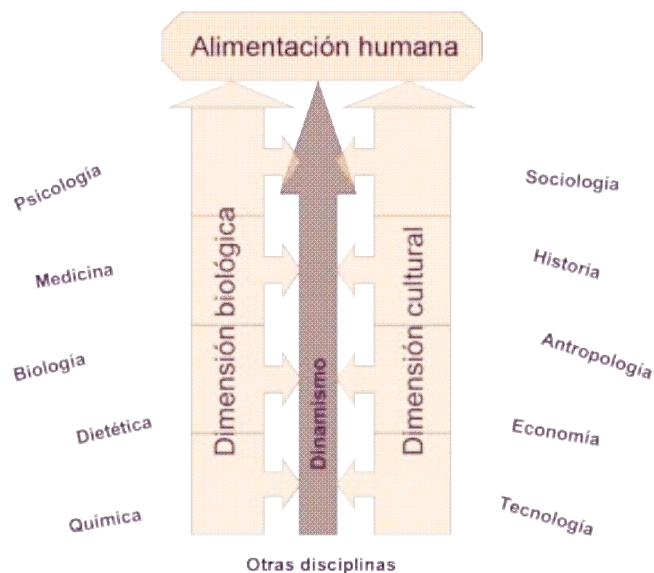 Alimentación humana
Psicología
Medicina
Biología
Dietética
Química
Dimensión biológica
Dinamismo
Dimensión cultural
Sociología
Historia
Antropología
Economía
Tecnología
Otras disciplinas